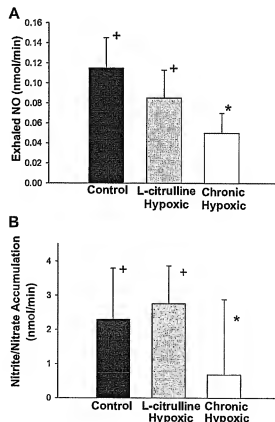 A
Exhaled NO (nmol/min)
0.16
0.14
0.12
0.10
0.08
0.06
0.04
0.02
0.00
+
+
*
Control L-citrulline Chronic
Hypoxic Hypoxic
B
Nitrite/Nitrate Accumulation
(nmol/min)
4
3
2
1
0
+
+
*
Control L-citrulline Chronic
Hypoxic Hypoxic